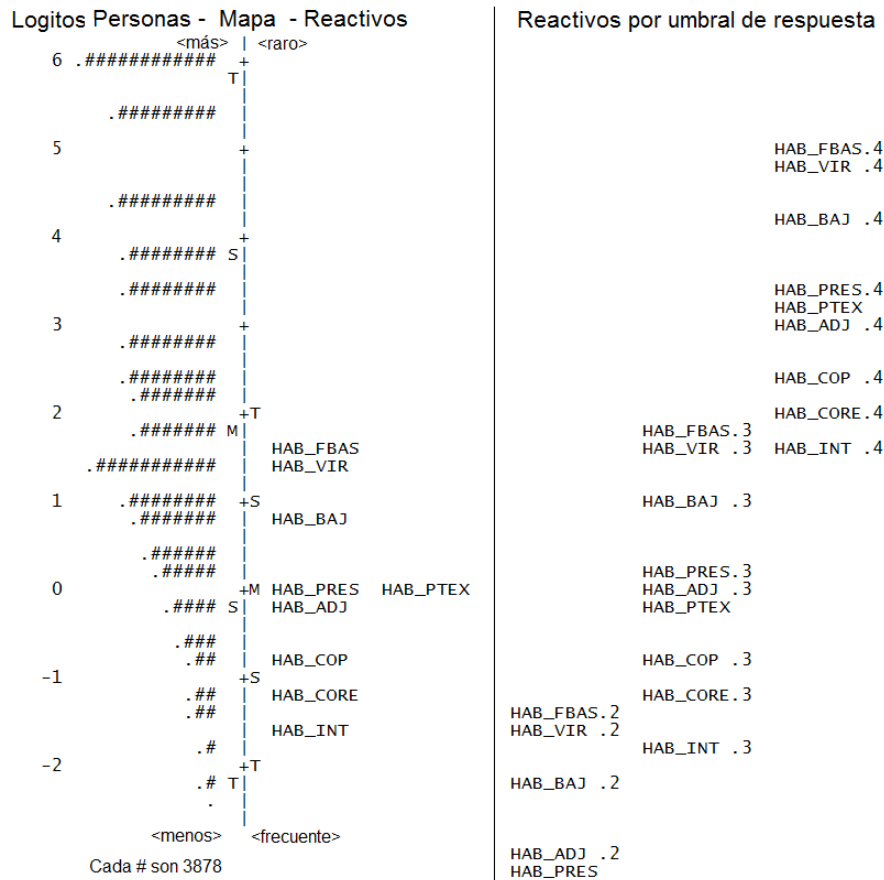 Logitos Personas - Mapa - Reactivos Reactivos por umbral de respuesta
<más> | <raro>
6 .############ +
T|
|
.######### |
|
5 + HAB_FBAS.4
| HAB_VIR .4
|
.######### |
| HAB_BAJ .4
4 +
.######## S|
|
.######## | HAB_PRES.4
| HAB_PTEX
3 + HAB_ADJ .4
.######## |
|
.######## | HAB_COP .4
.####### |
2 +T HAB_CORE.4
.####### M| HAB_FBAS.3
| HAB_FBAS HAB_VIR .3 HAB_INT .4
.########### | HAB_VIR
|
1 .######## +S HAB_BAJ .3
.####### | HAB_BAJ
|
.###### |
.##### | HAB_PRES.3
0 +M HAB_PRES HAB_PTEX HAB_ADJ .3
.#### S| HAB_ADJ HAB_PTEX
|
.### |
.## | HAB_COP HAB_COP .3
-1 +S
.## | HAB_CORE HAB_CORE.3
.## | HAB_FBAS.2
| HAB_INT HAB_VIR .2
.# | HAB_INT .3
-2 +T
.# T| HAB_BAJ .2
. |
|
<menos> <frecuente>
HAB_ADJ .2
Cada # son 3878
HAB_PRES